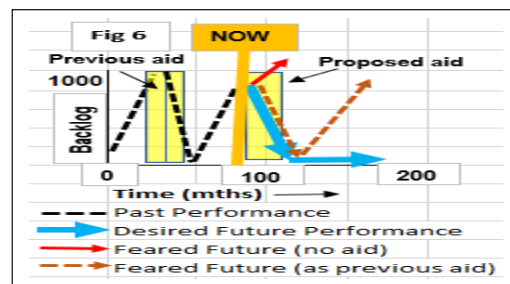 Fig 6
NOW
Previous aid
Proposed aid
1000
Backlog
0
100
200
Time (mths)
Past Performance
Desired Future Performance
Feared Future (no aid)
Feared Future (as previous aid)